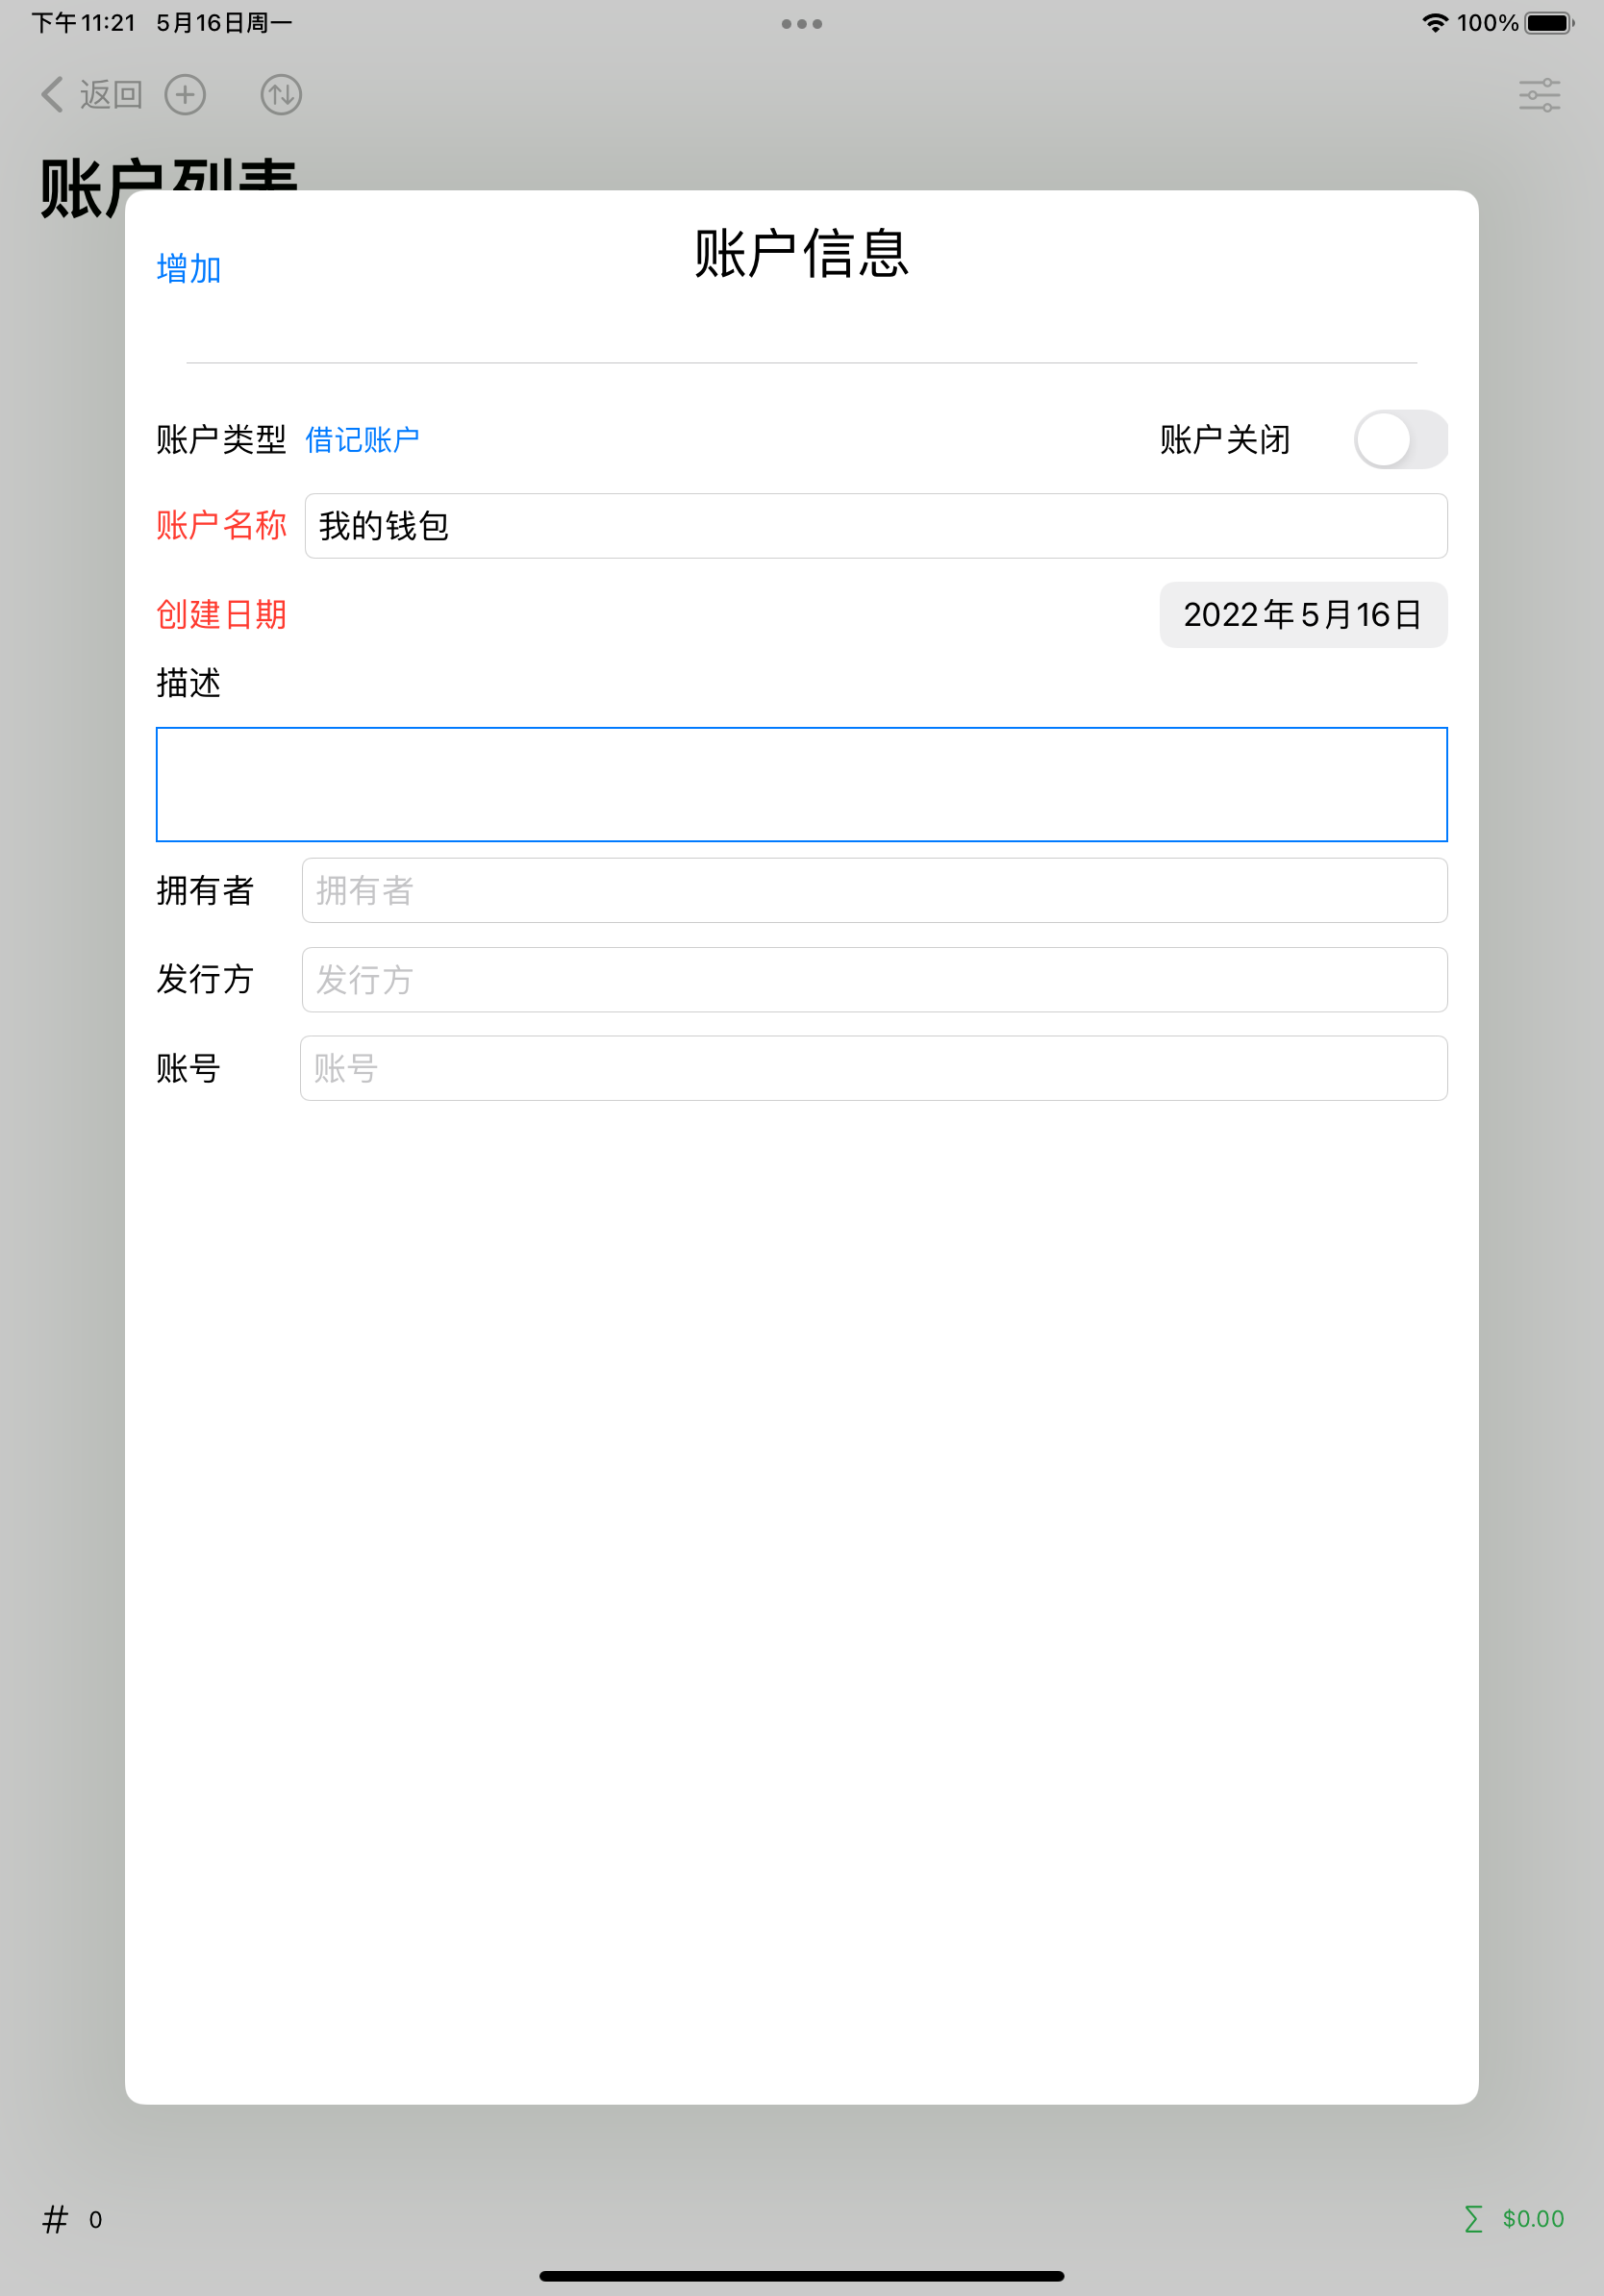 下午11:21 5月16日周一 100%
返回
账户列表
增加 账户信息
账户类型 借记账户 账户关闭
账户名称 我的钱包
创建日期 2022年5月16日
描述
拥有者 拥有者
发行方 发行方
账号 账号
# 0 ∑ $0.00